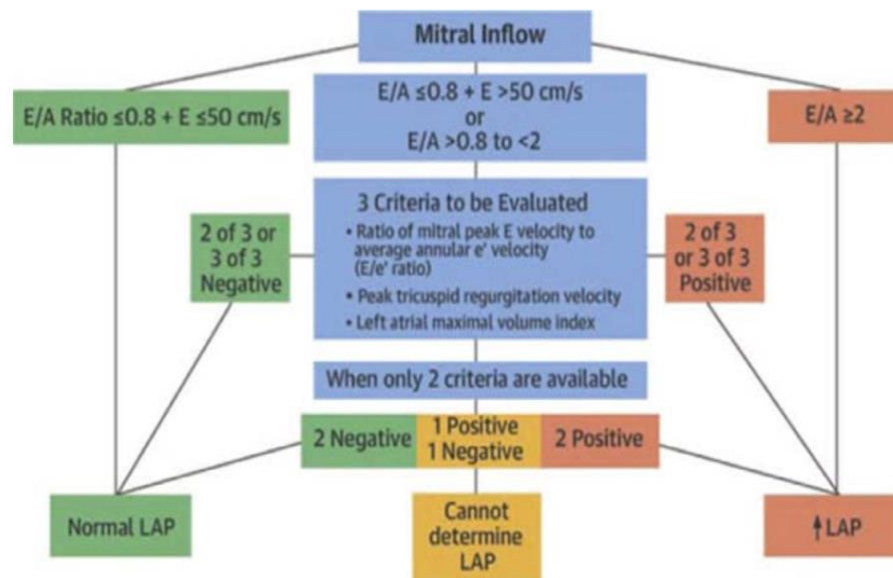 Mitral Inflow
E/A Ratio ≤0.8 + E ≤50 cm/s
E/A ≤0.8 + E >50 cm/s
or
E/A >0.8 to <2
E/A ≥2
3 Criteria to be Evaluated
• Ratio of mitral peak E velocity to
average annular e' velocity
(E/e' ratio)
• Peak tricuspid regurgitation velocity
• Left atrial maximal volume index
2 of 3 or
3 of 3
Negative
2 of 3
or 3 of 3
Positive
When only 2 criteria are available
2 Negative
1 Positive
1 Negative
2 Positive
Normal LAP
Cannot
determine
LAP
↑LAP